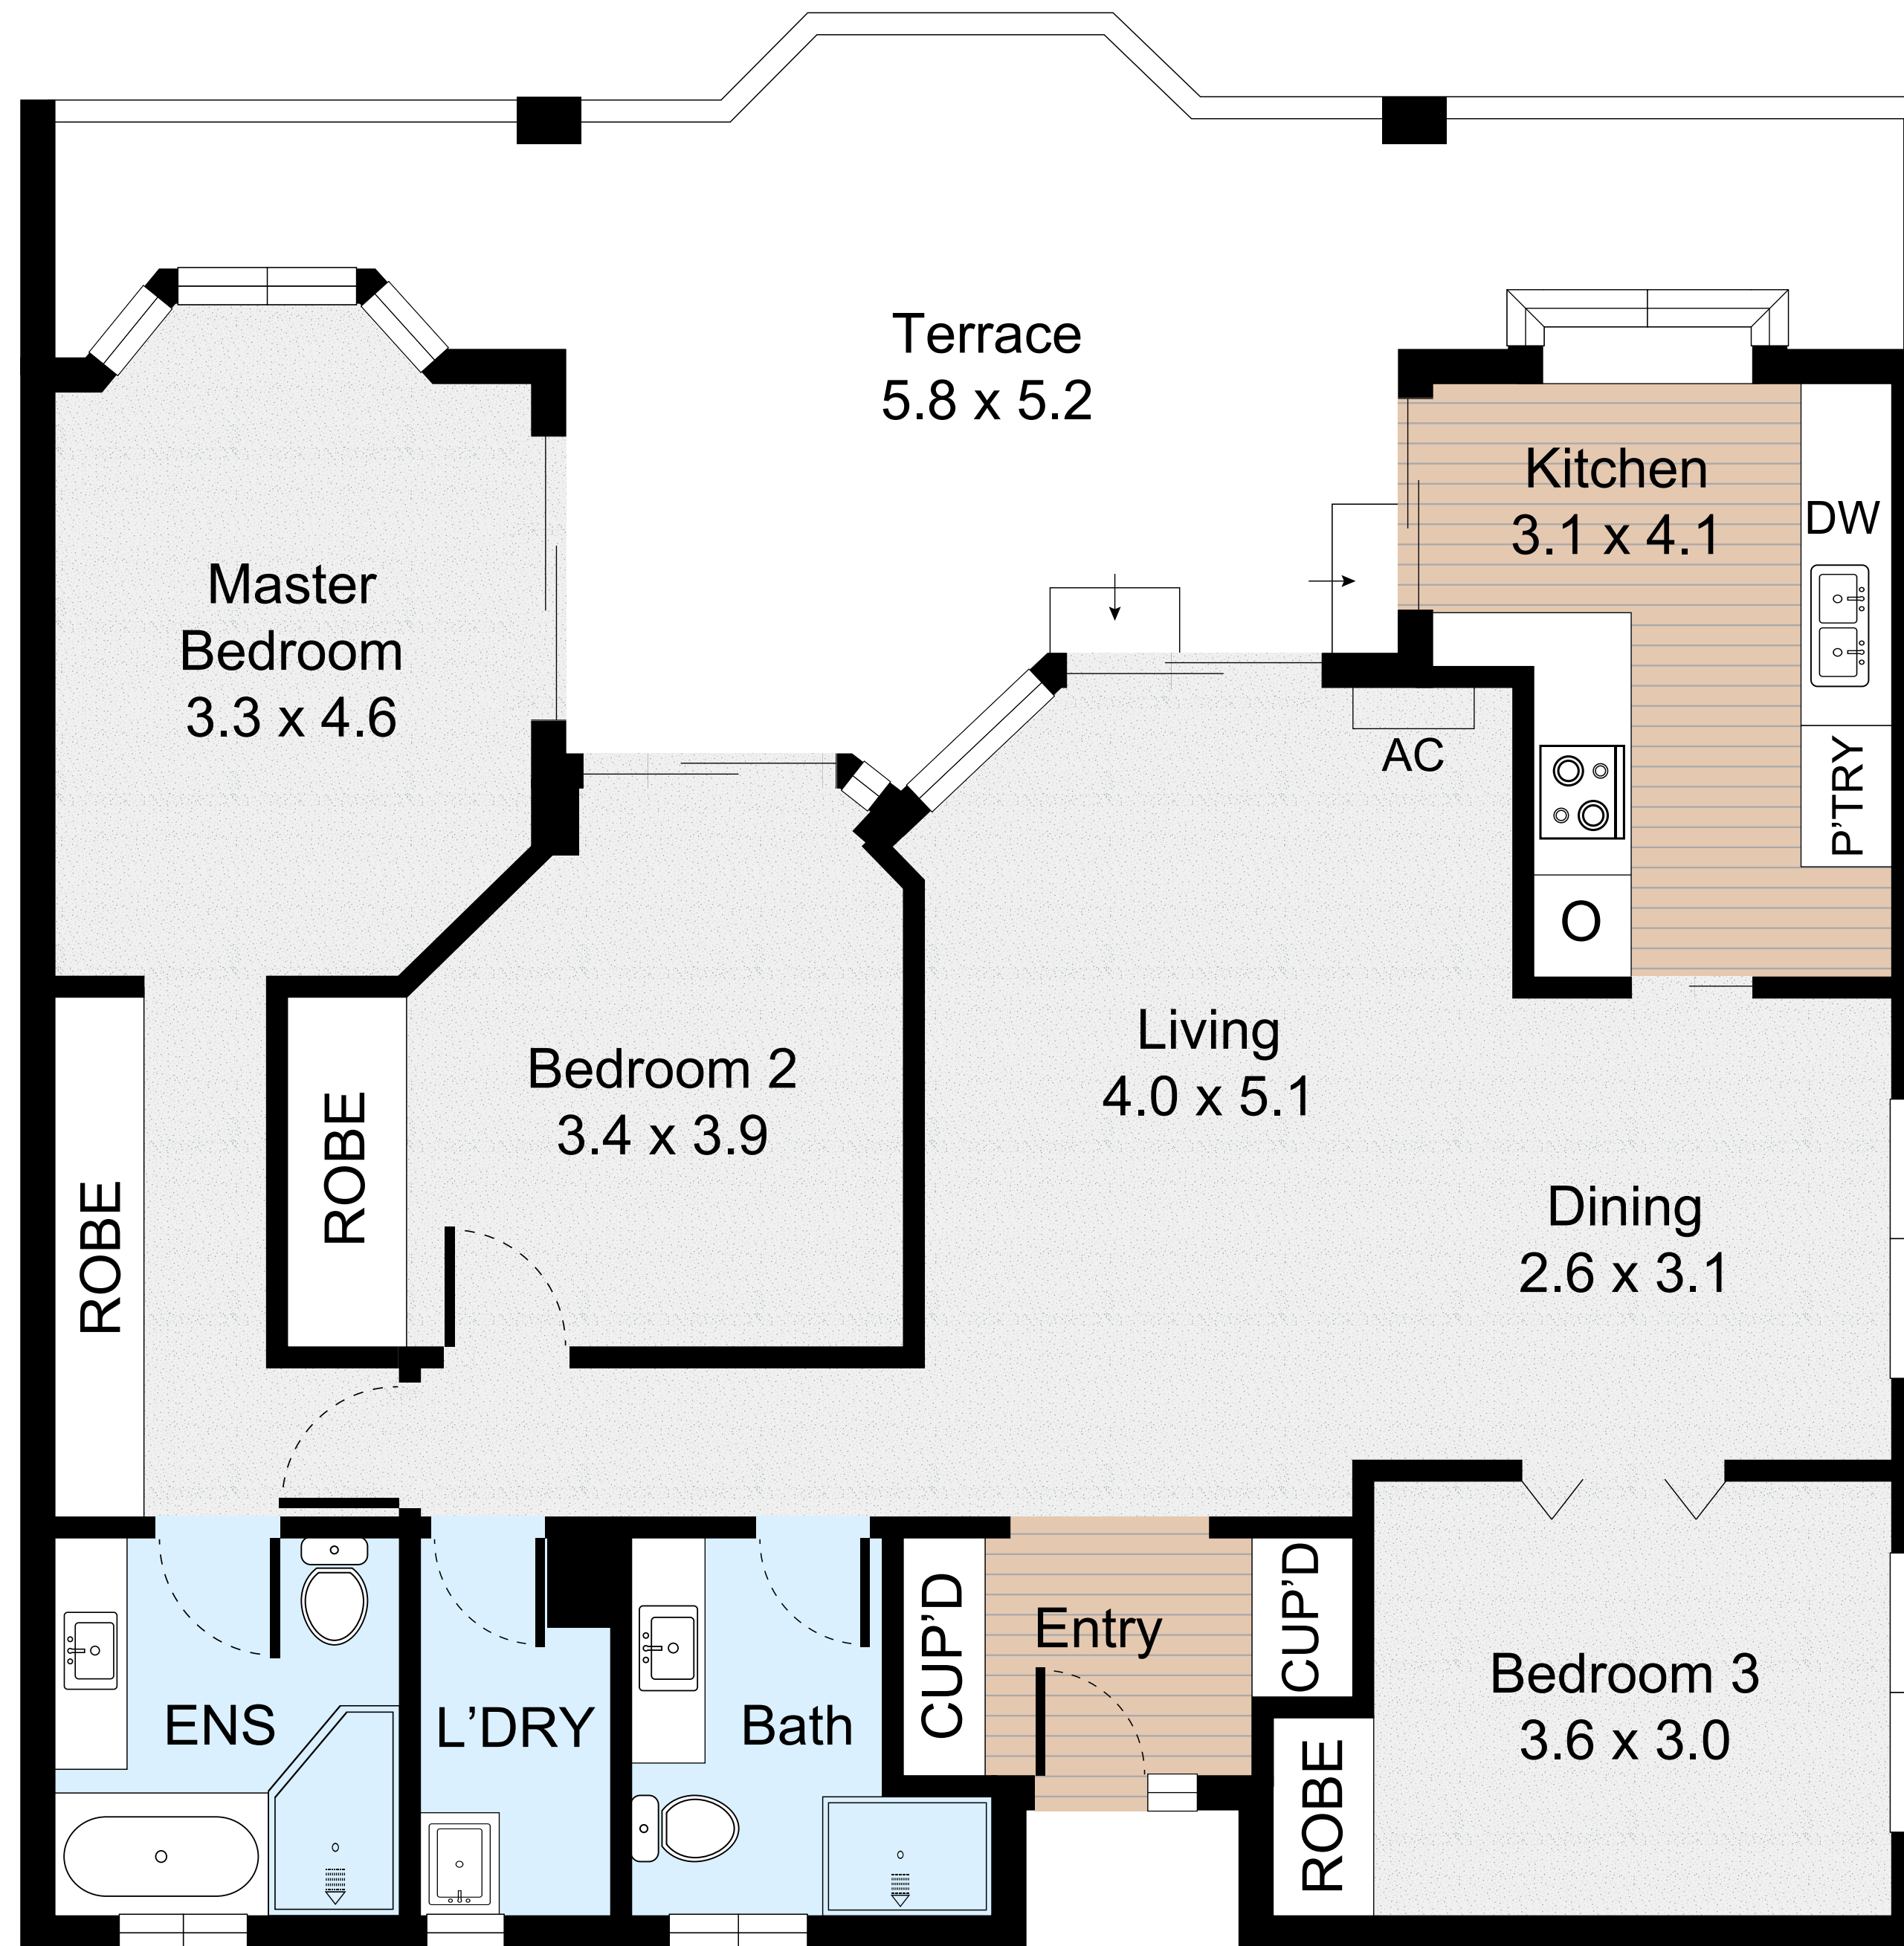 Terrace
5.8 x 5.2
Kitchen
3.1 x 4.1
DW
Master
Bedroom
3.3 x 4.6
AC
P'TRY
O
Living
4.0 x 5.1
Bedroom 2
3.4 x 3.9
ROBE
ROBE
Dining
2.6 x 3.1
CUP'D
Entry
CUP'D
ENS
L'DRY
Bath
Bedroom 3
3.6 x 3.0
ROBE